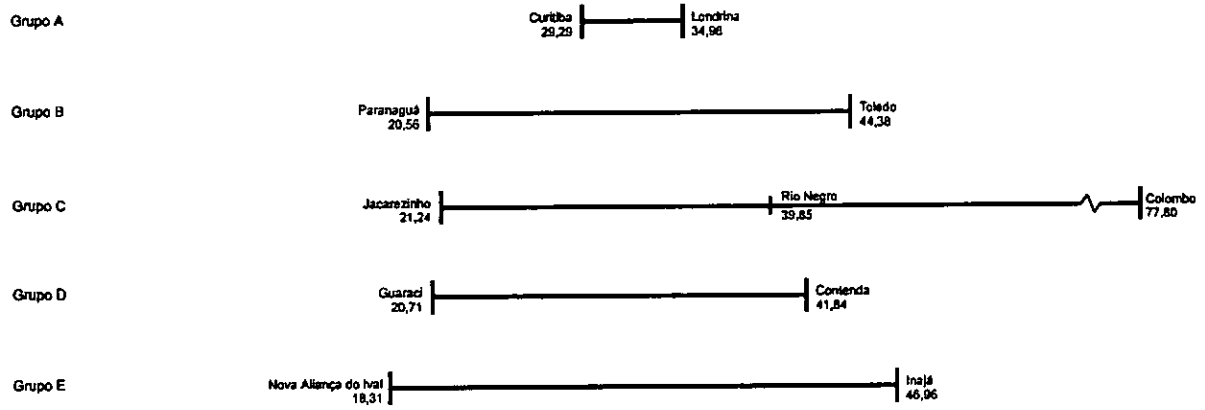 Grupo A
Curitiba
29,29
Londrina
34,96
Grupo B
Paranaguá
20,56
Toledo
44,38
Grupo C
Jacarezinho
21,24
Rio Negro
39,85
Colombo
77,80
Grupo D
Guaraci
20,71
Contenda
41,84
Grupo E
Nova Aliança do Ivaí
18,31
Inajá
46,96